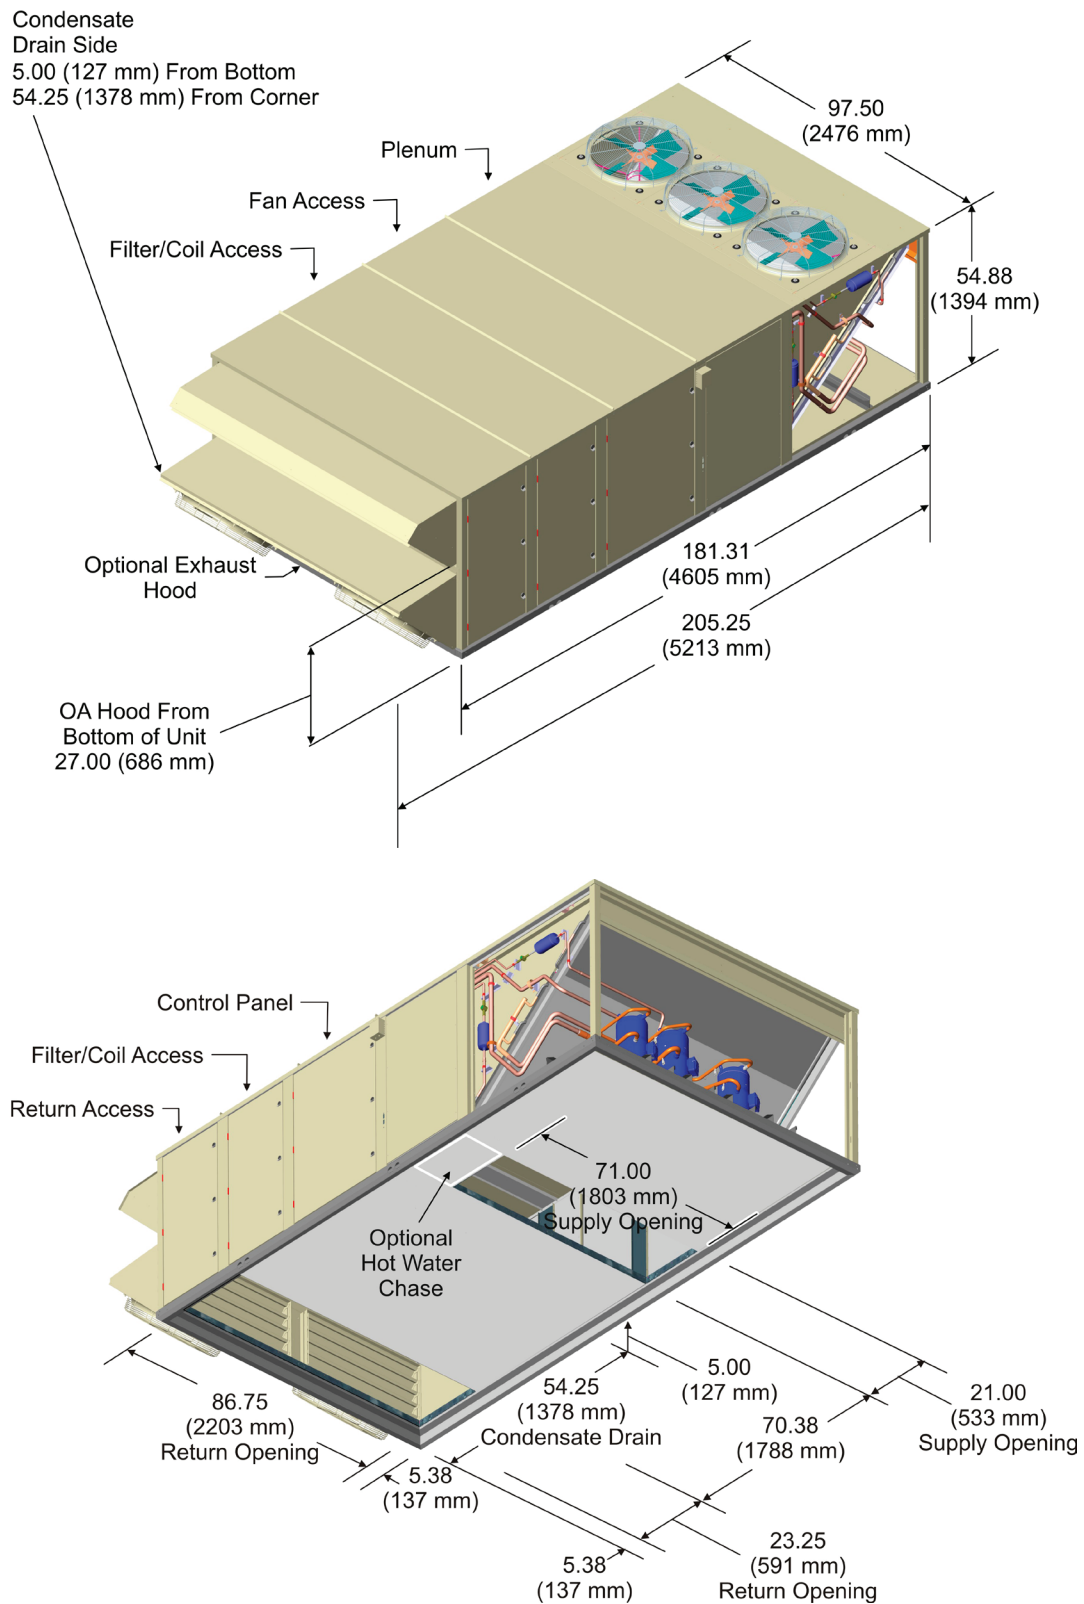 Condensate
Drain Side
5.00 (127 mm) From Bottom
54.25 (1378 mm) From Corner
97.50
(2476 mm)
Plenum
Fan Access
Filter/Coil Access
54.88
(1394 mm)
Optional Exhaust
Hood
181.31
(4605 mm)
205.25
(5213 mm)
OA Hood From
Bottom of Unit
27.00 (686 mm)
Control Panel
Filter/Coil Access
Return Access
71.00
(1803 mm)
Supply Opening
Optional
Hot Water
Chase
5.00
(127 mm)
54.25
(1378 mm)
Condensate Drain
86.75
(2203 mm)
Return Opening
21.00
(533 mm)
Supply Opening
70.38
(1788 mm)
5.38
(137 mm)
23.25
(591 mm)
Return Opening
5.38
(137 mm)